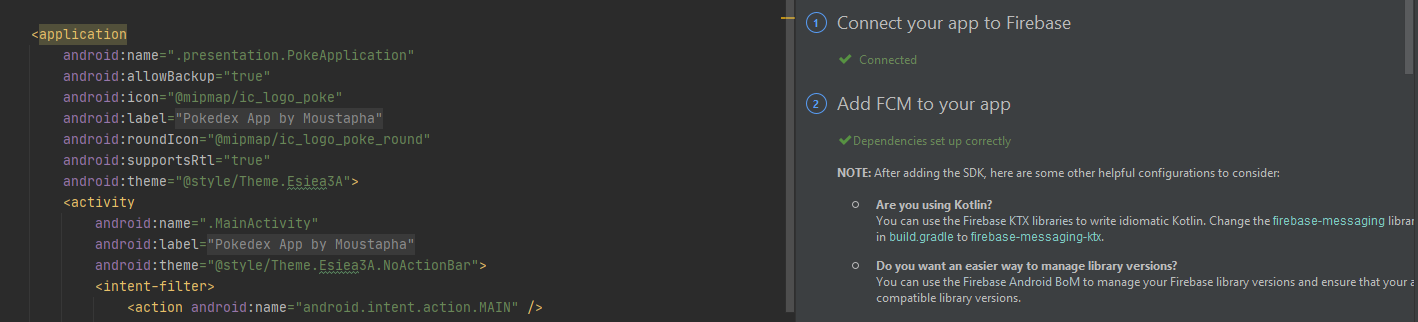 <application
android:name=".presentation.PokeApplication"
android:allowBackup="true"
android:icon="@mipmap/ic_logo_poke"
android:label="Pokedex App by Moustapha"
android:roundIcon="@mipmap/ic_logo_poke_round"
android:supportsRtl="true"
android:theme="@style/Theme.Esiea3A">
<activity
android:name=".MainActivity"
android:label="Pokedex App by Moustapha"
android:theme="@style/Theme.Esiea3A.NoActionBar">
<intent-filter>
<action android:name="android.intent.action.MAIN" />
1 Connect your app to Firebase
Connected
2 Add FCM to your app
Dependencies set up correctly
NOTE: After adding the SDK, here are some other helpful configurations to consider:
Are you using Kotlin?
You can use the Firebase KTX libraries to write idiomatic Kotlin. Change the firebase-messaging librar
in build.gradle to firebase-messaging-ktx.
Do you want an easier way to manage library versions?
You can use the Firebase Android BoM to manage your Firebase library versions and ensure that your a
compatible library versions.